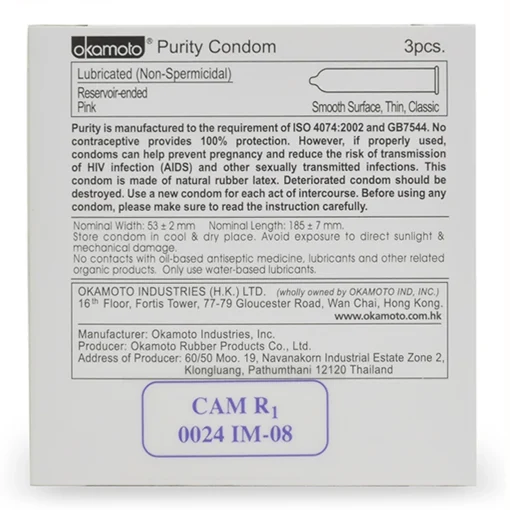 okamoto® Purity Condom 3pcs.
Lubricated (Non-Spermicidal)
Reservoir-ended
Pink Smooth Surface, Thin, Classic
Purity is manufactured to the requirement of ISO 4074:2002 and GB7544. No
contraceptive provides 100% protection. However, if properly used,
condoms can help prevent pregnancy and reduce the risk of transmission
of HIV infection (AIDS) and other sexually transmitted infections. This
condom is made of natural rubber latex. Deteriorated condom should be
destroyed. Use a new condom for each act of intercourse. Before using any
condom, please make sure to read the instruction carefully.
Nominal Width: 53 ± 2 mm Nominal Length: 185 ± 7 mm.
Store condom in cool & dry place. Avoid exposure to direct sunlight &
mechanical damage.
No contacts with oil-based antiseptic medicine, lubricants and other related
organic products. Only use water-based lubricants.
OKAMOTO INDUSTRIES (H.K.) LTD. (wholly owned by OKAMOTO IND, INC.)
16th Floor, Fortis Tower, 77-79 Gloucester Road, Wan Chai, Hong Kong.
www.okamoto.com.hk
Manufacturer: Okamoto Industries, Inc.
Producer: Okamoto Rubber Products Co., Ltd.
Address of Producer: 60/50 Moo. 19, Navanakorn Industrial Estate Zone 2,
Klongluang, Pathumthani 12120 Thailand
CAM R1
0024 IM-08